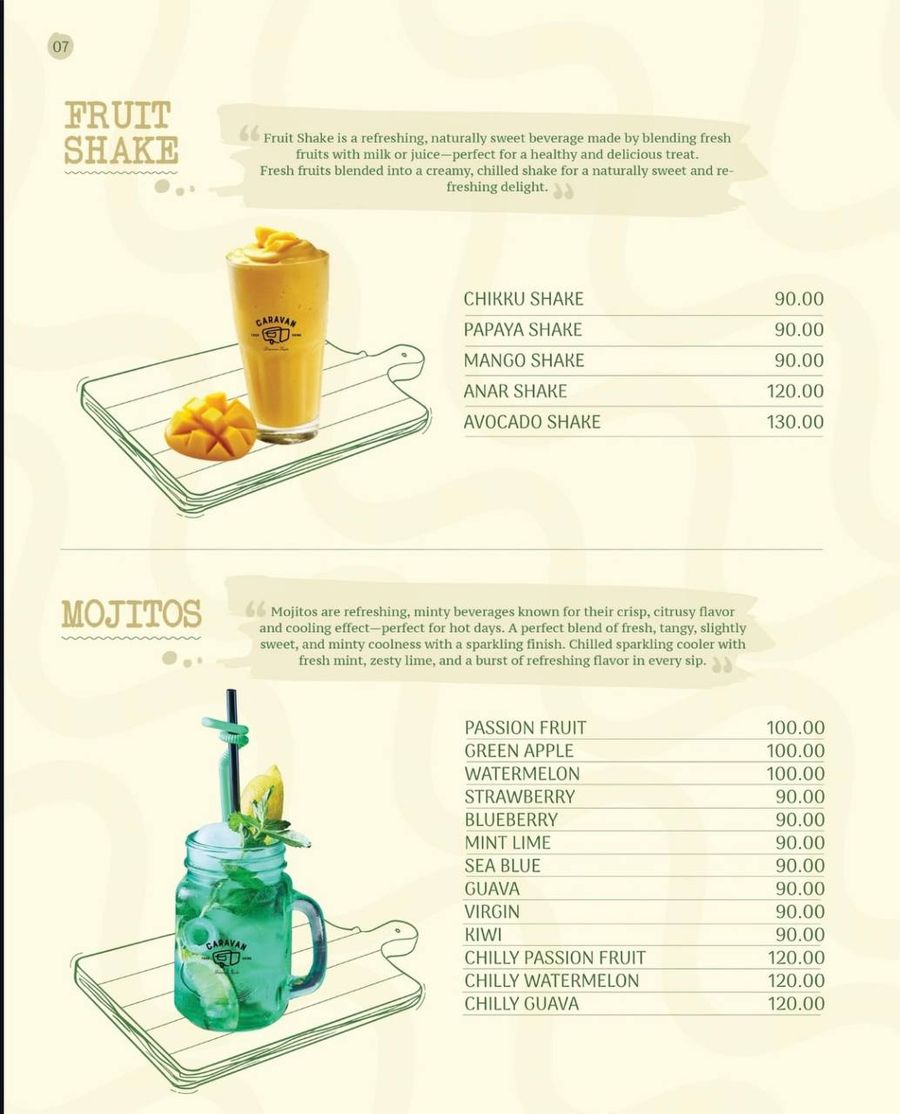 07
FRUIT
SHAKE
“ Fruit Shake is a refreshing, naturally sweet beverage made by blending fresh
fruits with milk or juice—perfect for a healthy and delicious treat.
Fresh fruits blended into a creamy, chilled shake for a naturally sweet and re-
freshing delight. ”
CARAVAN
CHIKKU SHAKE 90.00
PAPAYA SHAKE 90.00
MANGO SHAKE 90.00
ANAR SHAKE 120.00
AVOCADO SHAKE 130.00
MOJITOS
“ Mojitos are refreshing, minty beverages known for their crisp, citrusy flavor
and cooling effect—perfect for hot days. A perfect blend of fresh, tangy, slightly
sweet, and minty coolness with a sparkling finish. Chilled sparkling cooler with
fresh mint, zesty lime, and a burst of refreshing flavor in every sip. ”
PASSION FRUIT 100.00
GREEN APPLE 100.00
WATERMELON 100.00
STRAWBERRY 90.00
BLUEBERRY 90.00
MINT LIME 90.00
SEA BLUE 90.00
GUAVA 90.00
VIRGIN 90.00
KIWI 90.00
CHILLY PASSION FRUIT 120.00
CHILLY WATERMELON 120.00
CHILLY GUAVA 120.00
CARAVAN